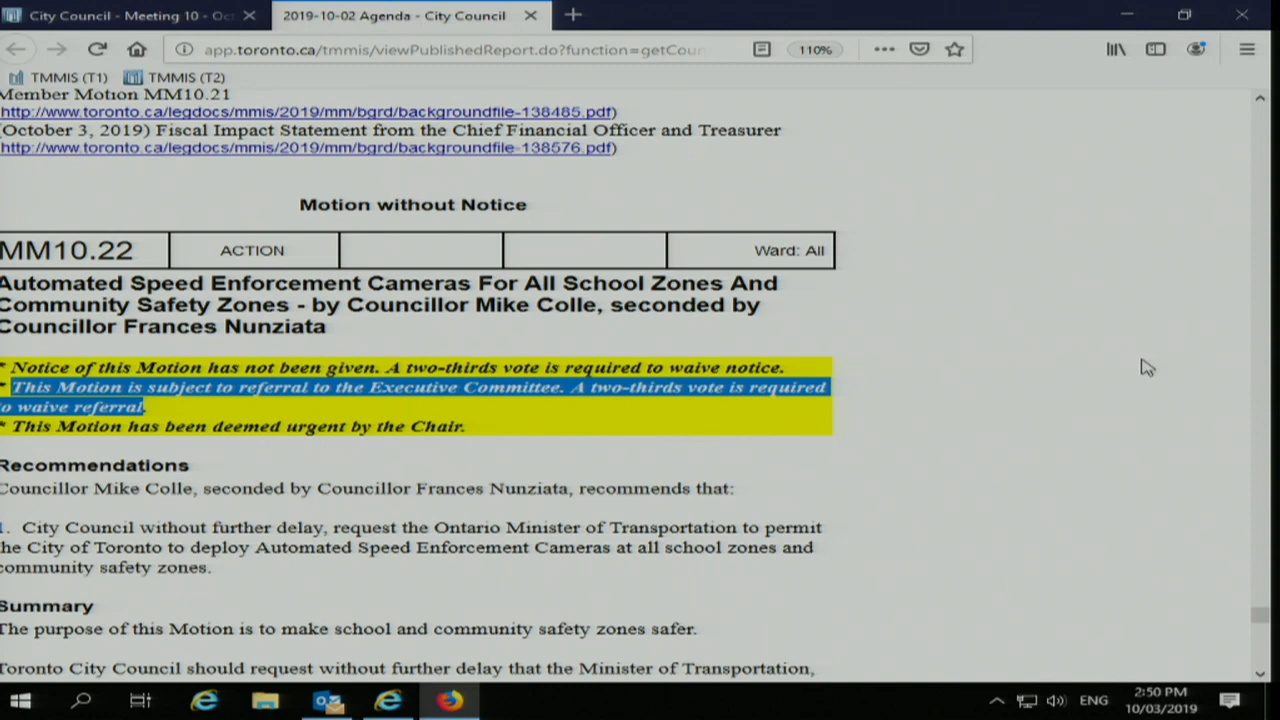 City Council - Meeting 10 - Oc
2019-10-02 Agenda - City Council
app.toronto.ca/tmmis/viewPublishedReport.do?function=getCour
110%
TMMIS (T1) TMMIS (T2)
Member Motion MM10.21
http://www.toronto.ca/legdocs/mmis/2019/mm/bgrd/backgroundfile-138485.pdf)
(October 3, 2019) Fiscal Impact Statement from the Chief Financial Officer and Treasurer
http://www.toronto.ca/legdocs/mmis/2019/mm/bgrd/backgroundfile-138576.pdf)
Motion without Notice
MM10.22 ACTION Ward: All
Automated Speed Enforcement Cameras For All School Zones And
Community Safety Zones - by Councillor Mike Colle, seconded by
Councillor Frances Nunziata
* Notice of this Motion has not been given. A two-thirds vote is required to waive notice.
* This Motion is subject to referral to the Executive Committee. A two-thirds vote is required
to waive referral.
* This Motion has been deemed urgent by the Chair.
Recommendations
Councillor Mike Colle, seconded by Councillor Frances Nunziata, recommends that:
1. City Council without further delay, request the Ontario Minister of Transportation to permit
the City of Toronto to deploy Automated Speed Enforcement Cameras at all school zones and
community safety zones.
Summary
The purpose of this Motion is to make school and community safety zones safer.
Toronto City Council should request without further delay that the Minister of Transportation,
ENG
2:50 PM
10/03/2019